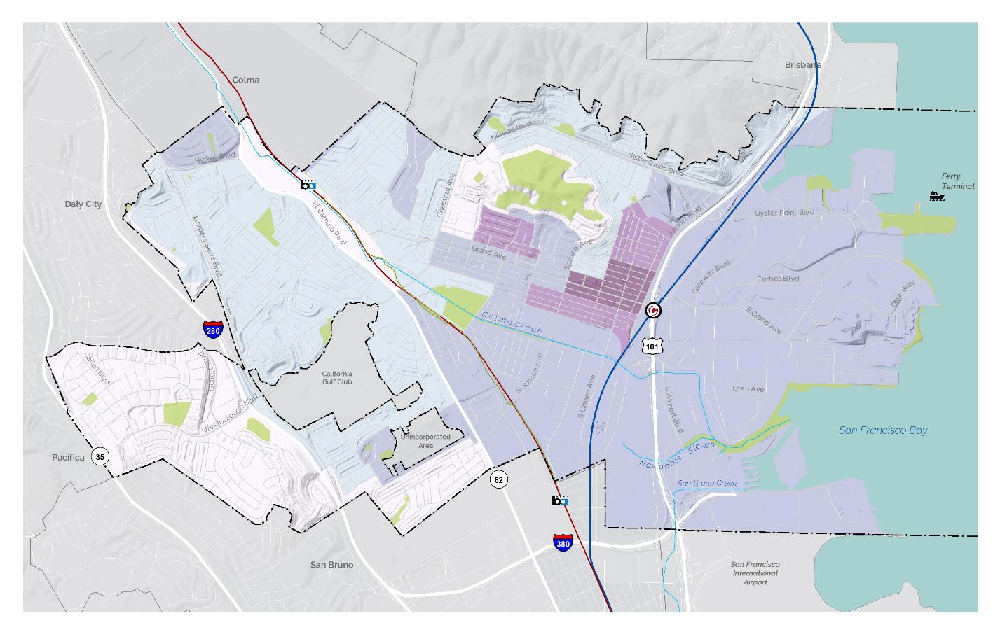 Colma
Brisbane
Hillside Blvd
Sister Cities Blvd
Hickey Blvd
Chestnut Ave
Ferry
Terminal
Daly City
El Camino Real
Junipero Serra Blvd
Airport Blvd
Oyster Point Blvd
Grand Ave
Spruce Ave
Gateway Blvd
Forbes Blvd
DNA Way
E Grand Ave
Colma Creek
280
101
Callan Blvd
Gellert Blvd
California
Golf Club
S Spruce Ave
S Linden Ave
S Airport Blvd
Utah Ave
Westborough Blvd
San Francisco Bay
Unincorporated
Area
Pacifica
35
Navigable Slough
82
San Bruno Creek
ba
380
San Bruno
San Francisco
International
Airport